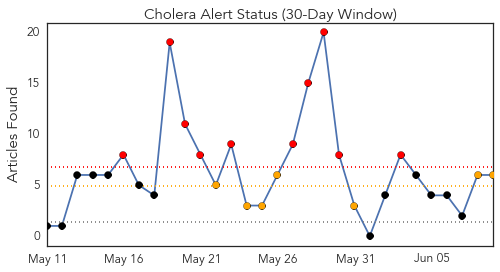 Cholera Alert Status (30-Day Window)
Articles Found
20
15
10
5
0
May 11 May 16 May 21 May 26 May 31 Jun 05